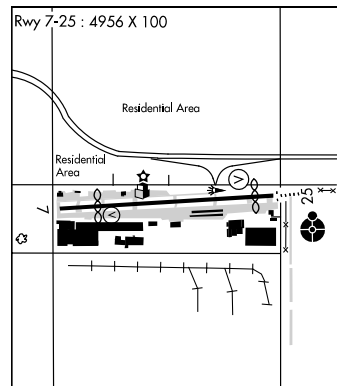 Rwy 7-25 : 4956 X 100
Residential Area
Residential
Area
V
25
7
V